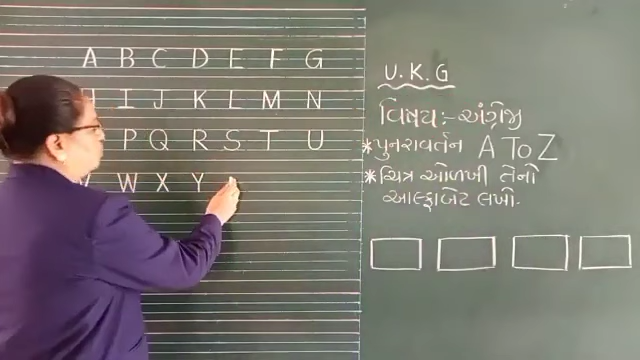 A B C D E F G
H I J K L M N
P Q R S T U
V W X Y
U.K.G
વિષય:- અંગ્રેજી
* પુનરાવર્તન A To Z
* ચિત્ર ઓળખી તેનો
આલ્ફાબેટ લખો.